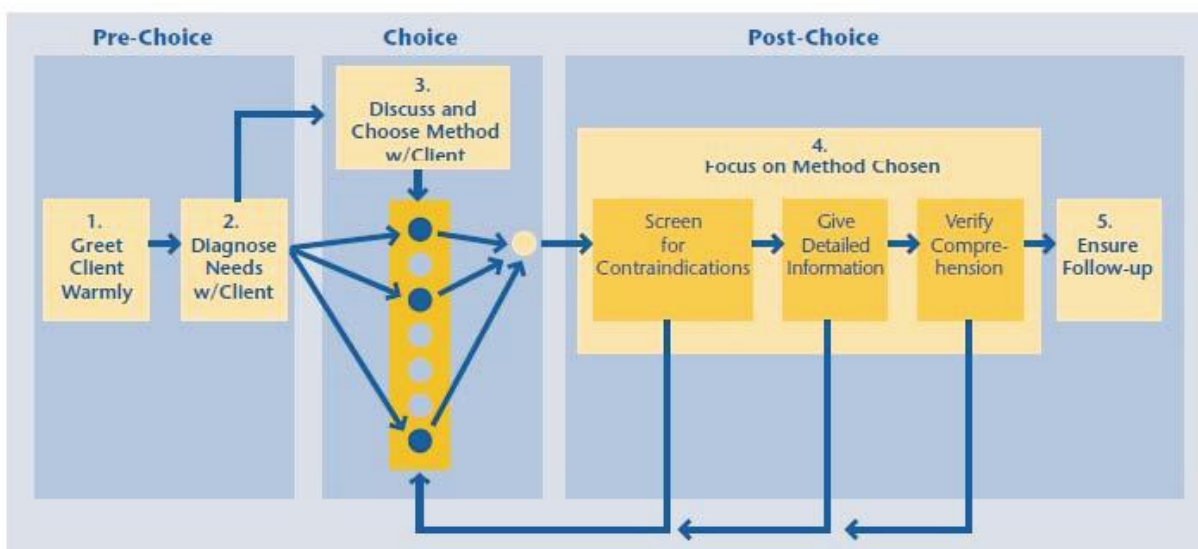 Pre-Choice
Choice
Post-Choice
1.
Greet
Client
Warmly
2.
Diagnose
Needs
w/Client
3.
Discuss and
Choose Method
w/Client
4.
Focus on Method Chosen
Screen
for
Contraindications
Give
Detailed
Information
Verify
Compre-
hension
5.
Ensure
Follow-up